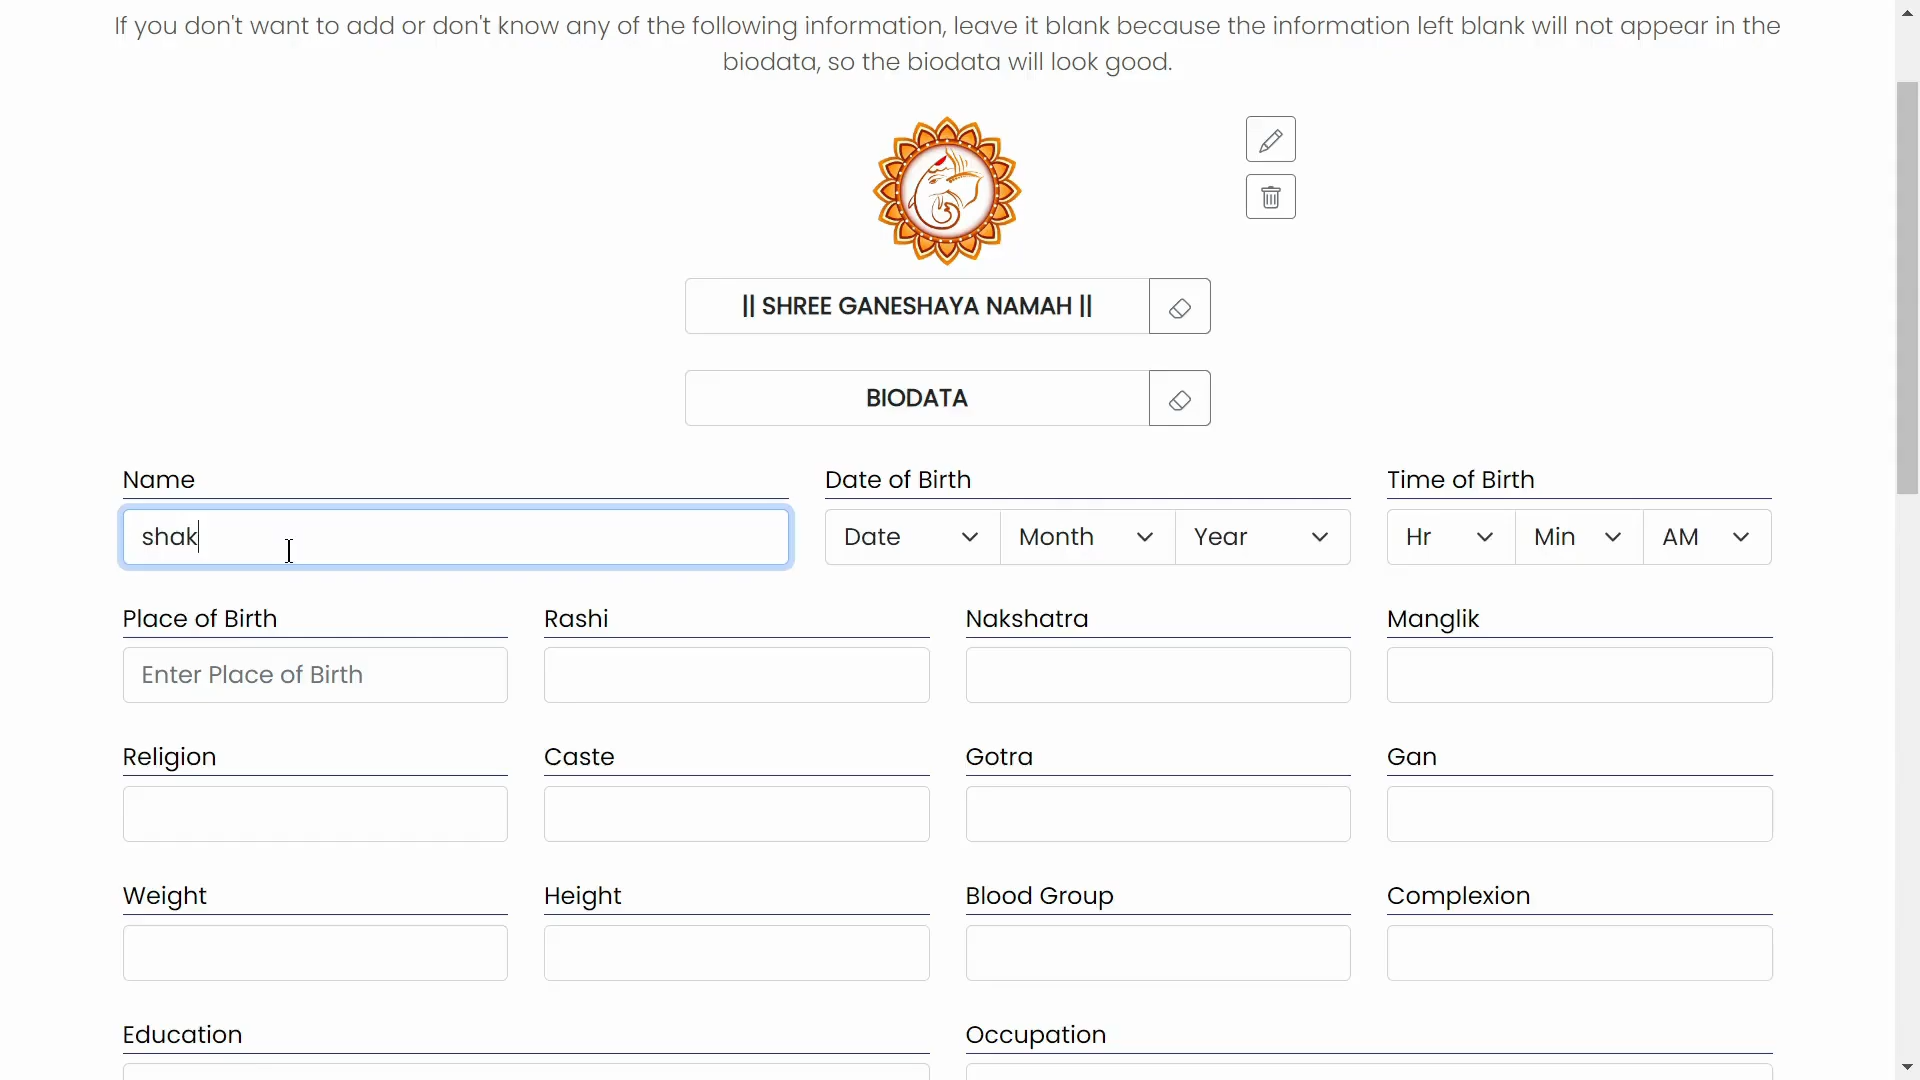 If you don't want to add or don't know any of the following information, leave it blank because the information left blank will not appear in the
biodata, so the biodata will look good.
|| SHREE GANESHAYA NAMAH ||
BIODATA
Name
Date of Birth
Time of Birth
shak
Date
Month
Year
Hr
Min
AM
Place of Birth
Rashi
Nakshatra
Manglik
Enter Place of Birth
Religion
Caste
Gotra
Gan
Weight
Height
Blood Group
Complexion
Education
Occupation